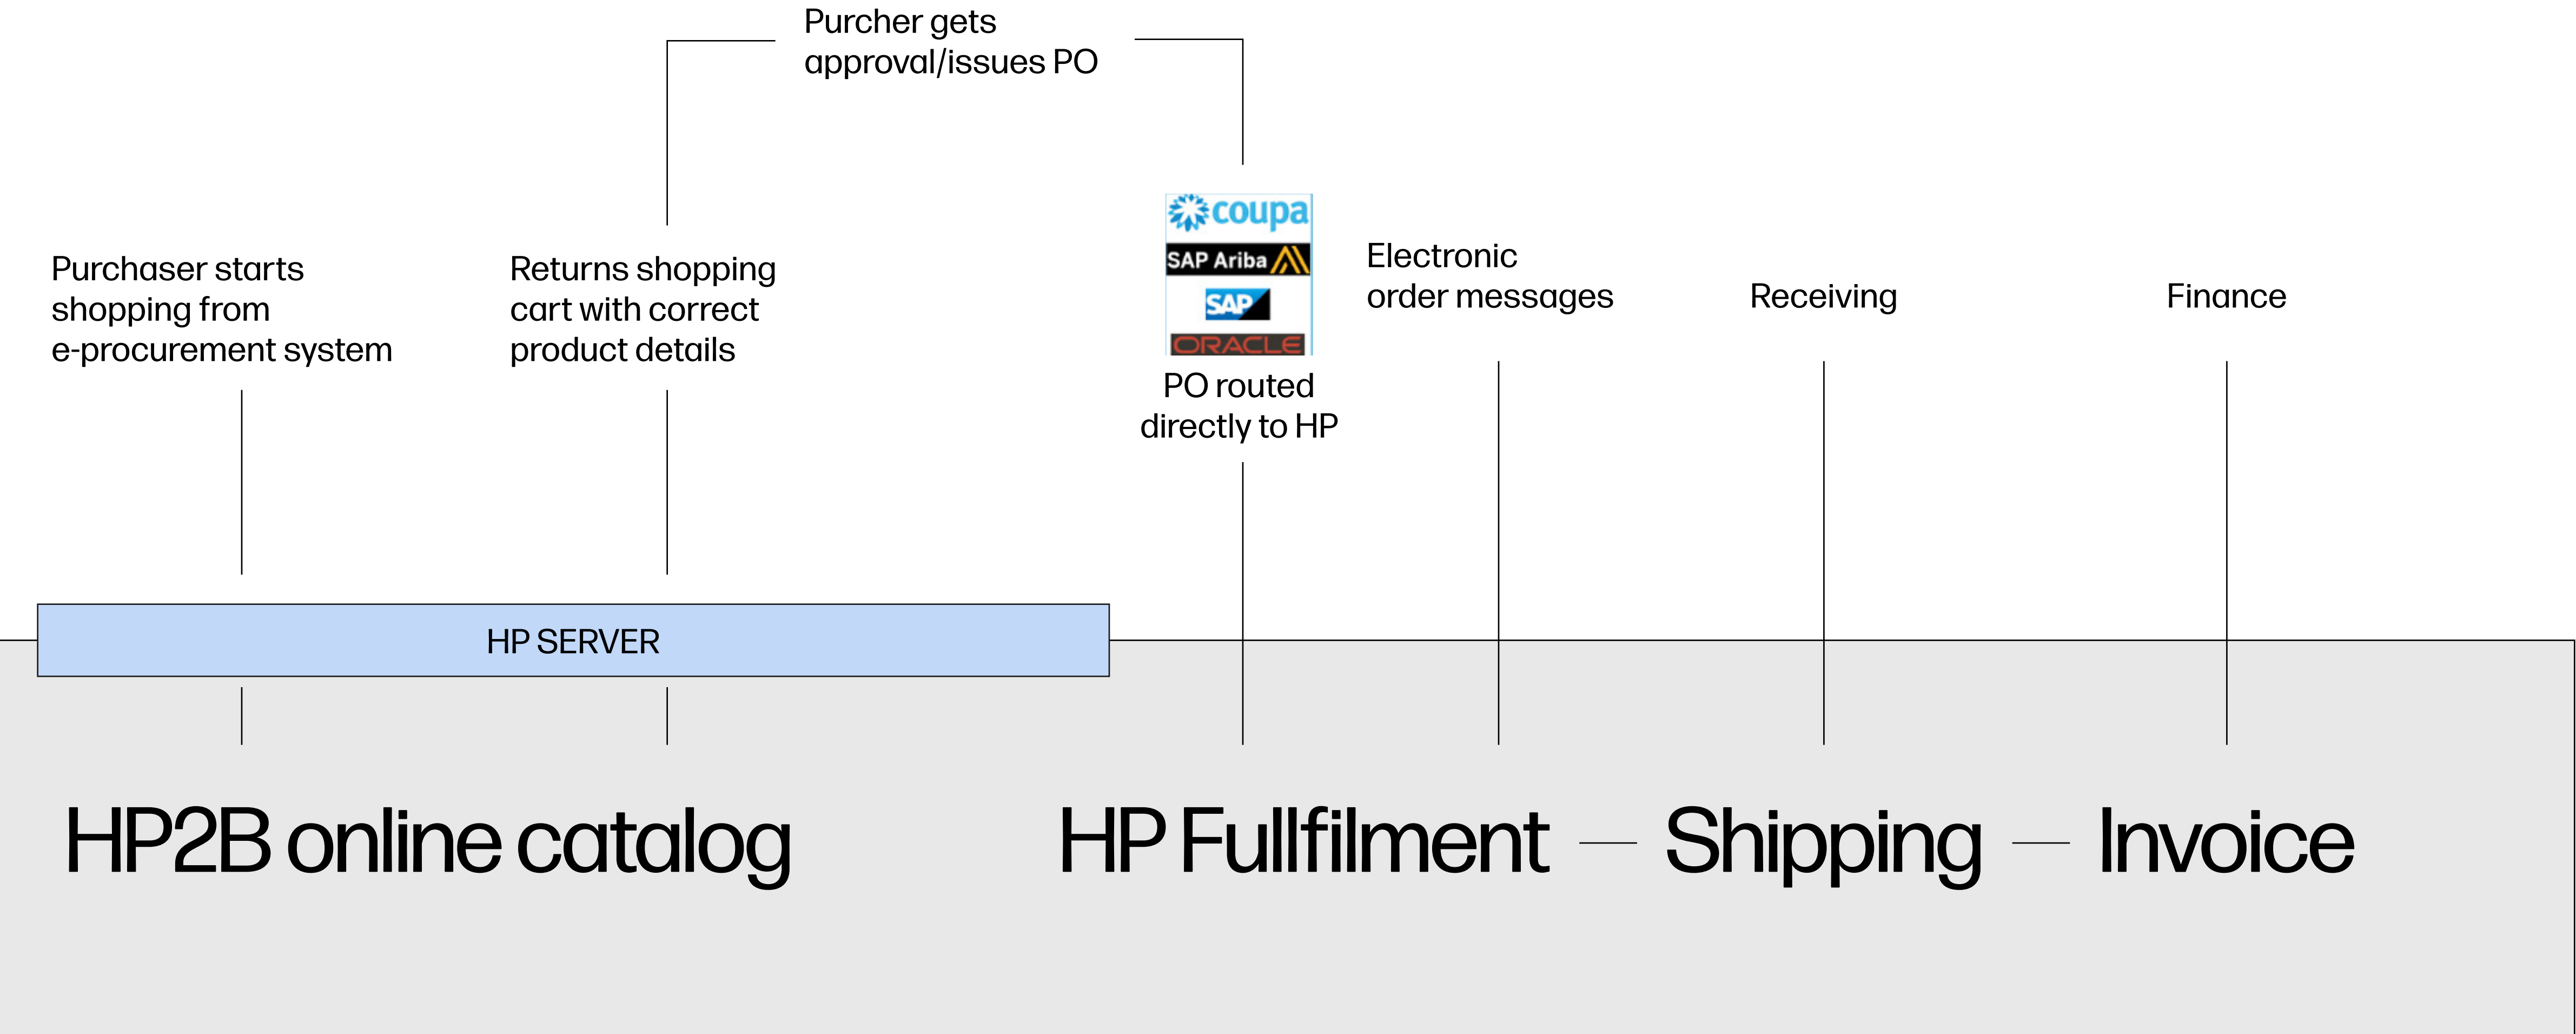 Purcher gets
approval/issues PO
Purchaser starts
shopping from
e-procurement system
Returns shopping
cart with correct
product details
coupa
SAP Ariba
SAP
ORACLE
PO routed
directly to HP
Electronic
order messages
Receiving
Finance
HP SERVER
HP2B online catalog
HP Fullfilment
Shipping
Invoice